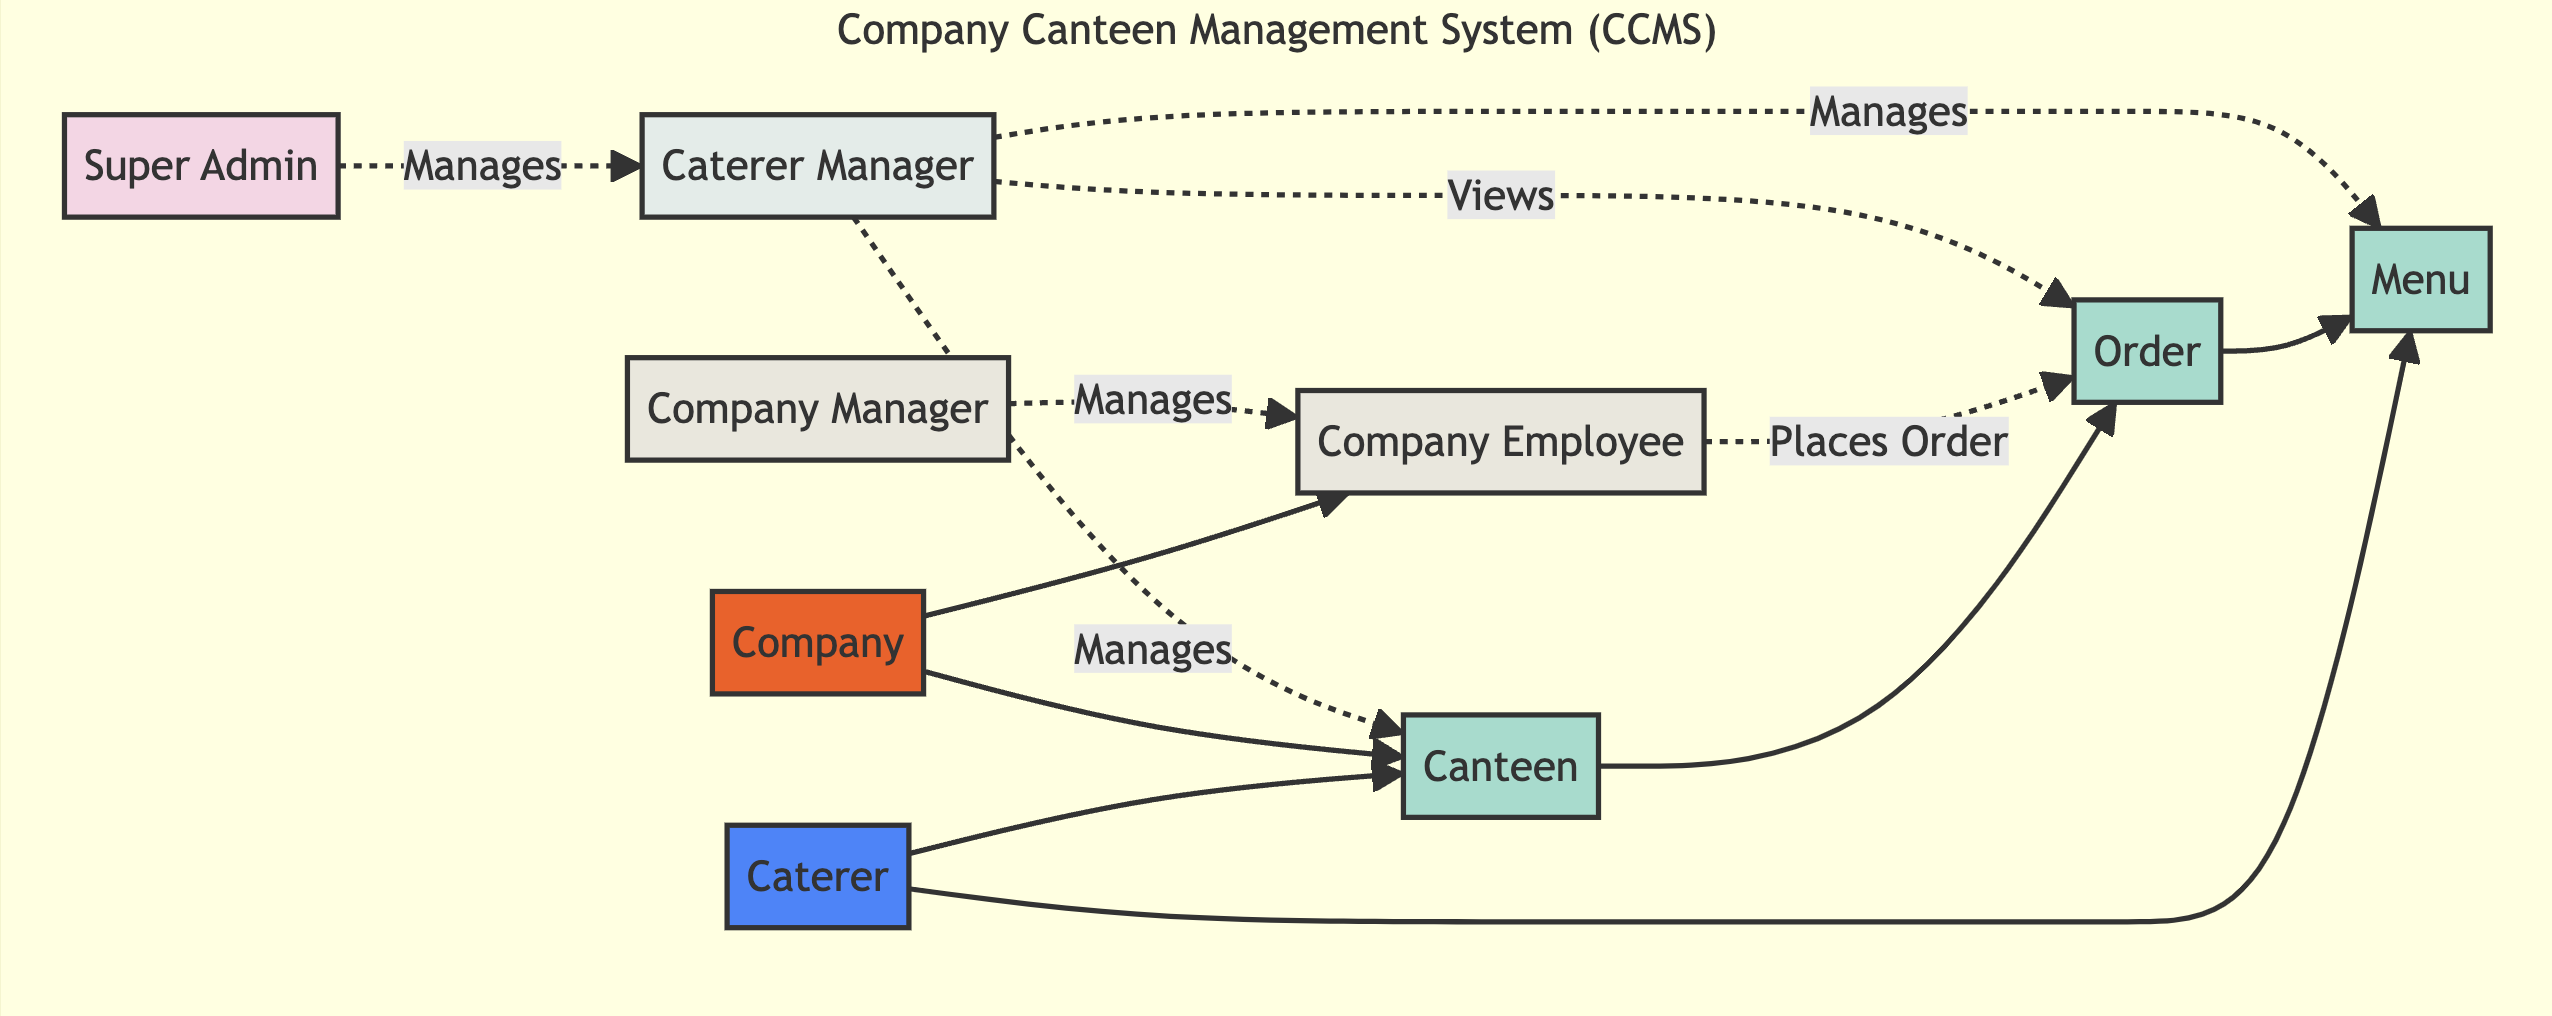 Company Canteen Management System (CCMS)
Manages
Super Admin
Manages
Caterer Manager
Views
Menu
Order
Manages
Company Manager
Company Employee
Places Order
Company
Manages
Canteen
Caterer